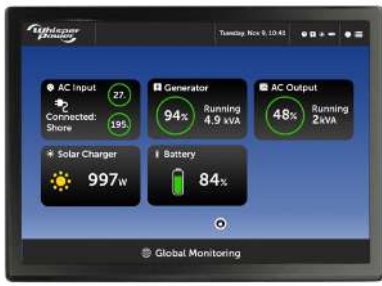 Whisper
Power
Tuesday, Nov 9, 10:41
AC Input
27.
Connected:
Shore
195.
Generator
94%
Running
4.9 kVA
AC Output
48%
Running
2kVA
Solar Charger
997w
Battery
84%
Global Monitoring